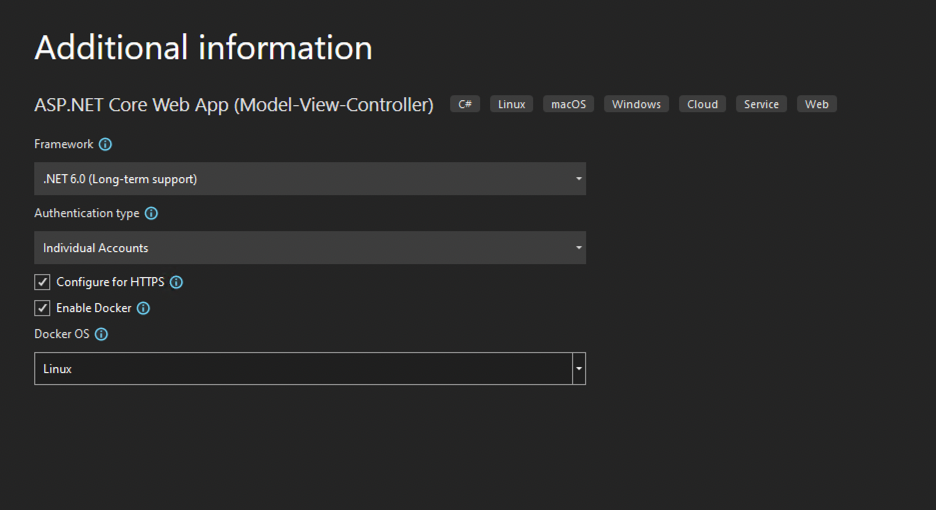 Additional information
ASP.NET Core Web App (Model-View-Controller) C# Linux macOS Windows Cloud Service Web
Framework
.NET 6.0 (Long-term support)
Authentication type
Individual Accounts
Configure for HTTPS
Enable Docker
Docker OS
Linux